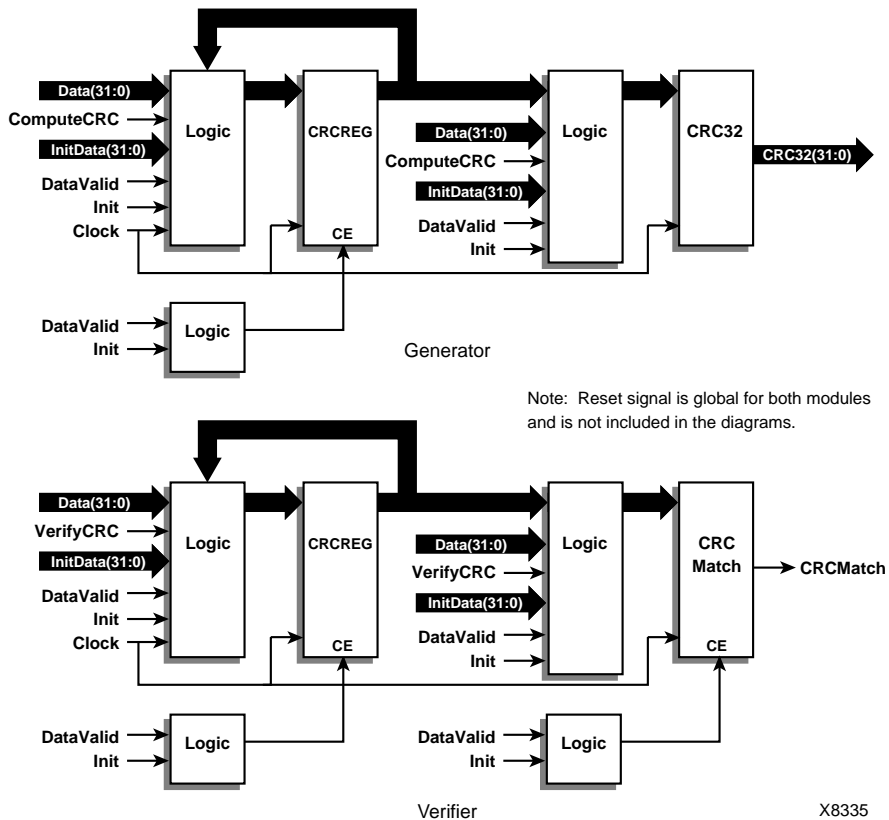 Data(31:0)
ComputeCRC
InitData(31:0)
DataValid
Init
Clock
Logic
CRCREG
CE
Data(31:0)
ComputeCRC
InitData(31:0)
DataValid
Init
Logic
CRC32
CRC32(31:0)
DataValid
Init
Logic
Generator
Note: Reset signal is global for both modules
and is not included in the diagrams.
Data(31:0)
VerifyCRC
InitData(31:0)
DataValid
Init
Clock
Logic
CRCREG
CE
Data(31:0)
VerifyCRC
InitData(31:0)
DataValid
Init
Logic
CRC
Match
CE
CRCMatch
DataValid
Init
Logic
DataValid
Init
Logic
Verifier
X8335